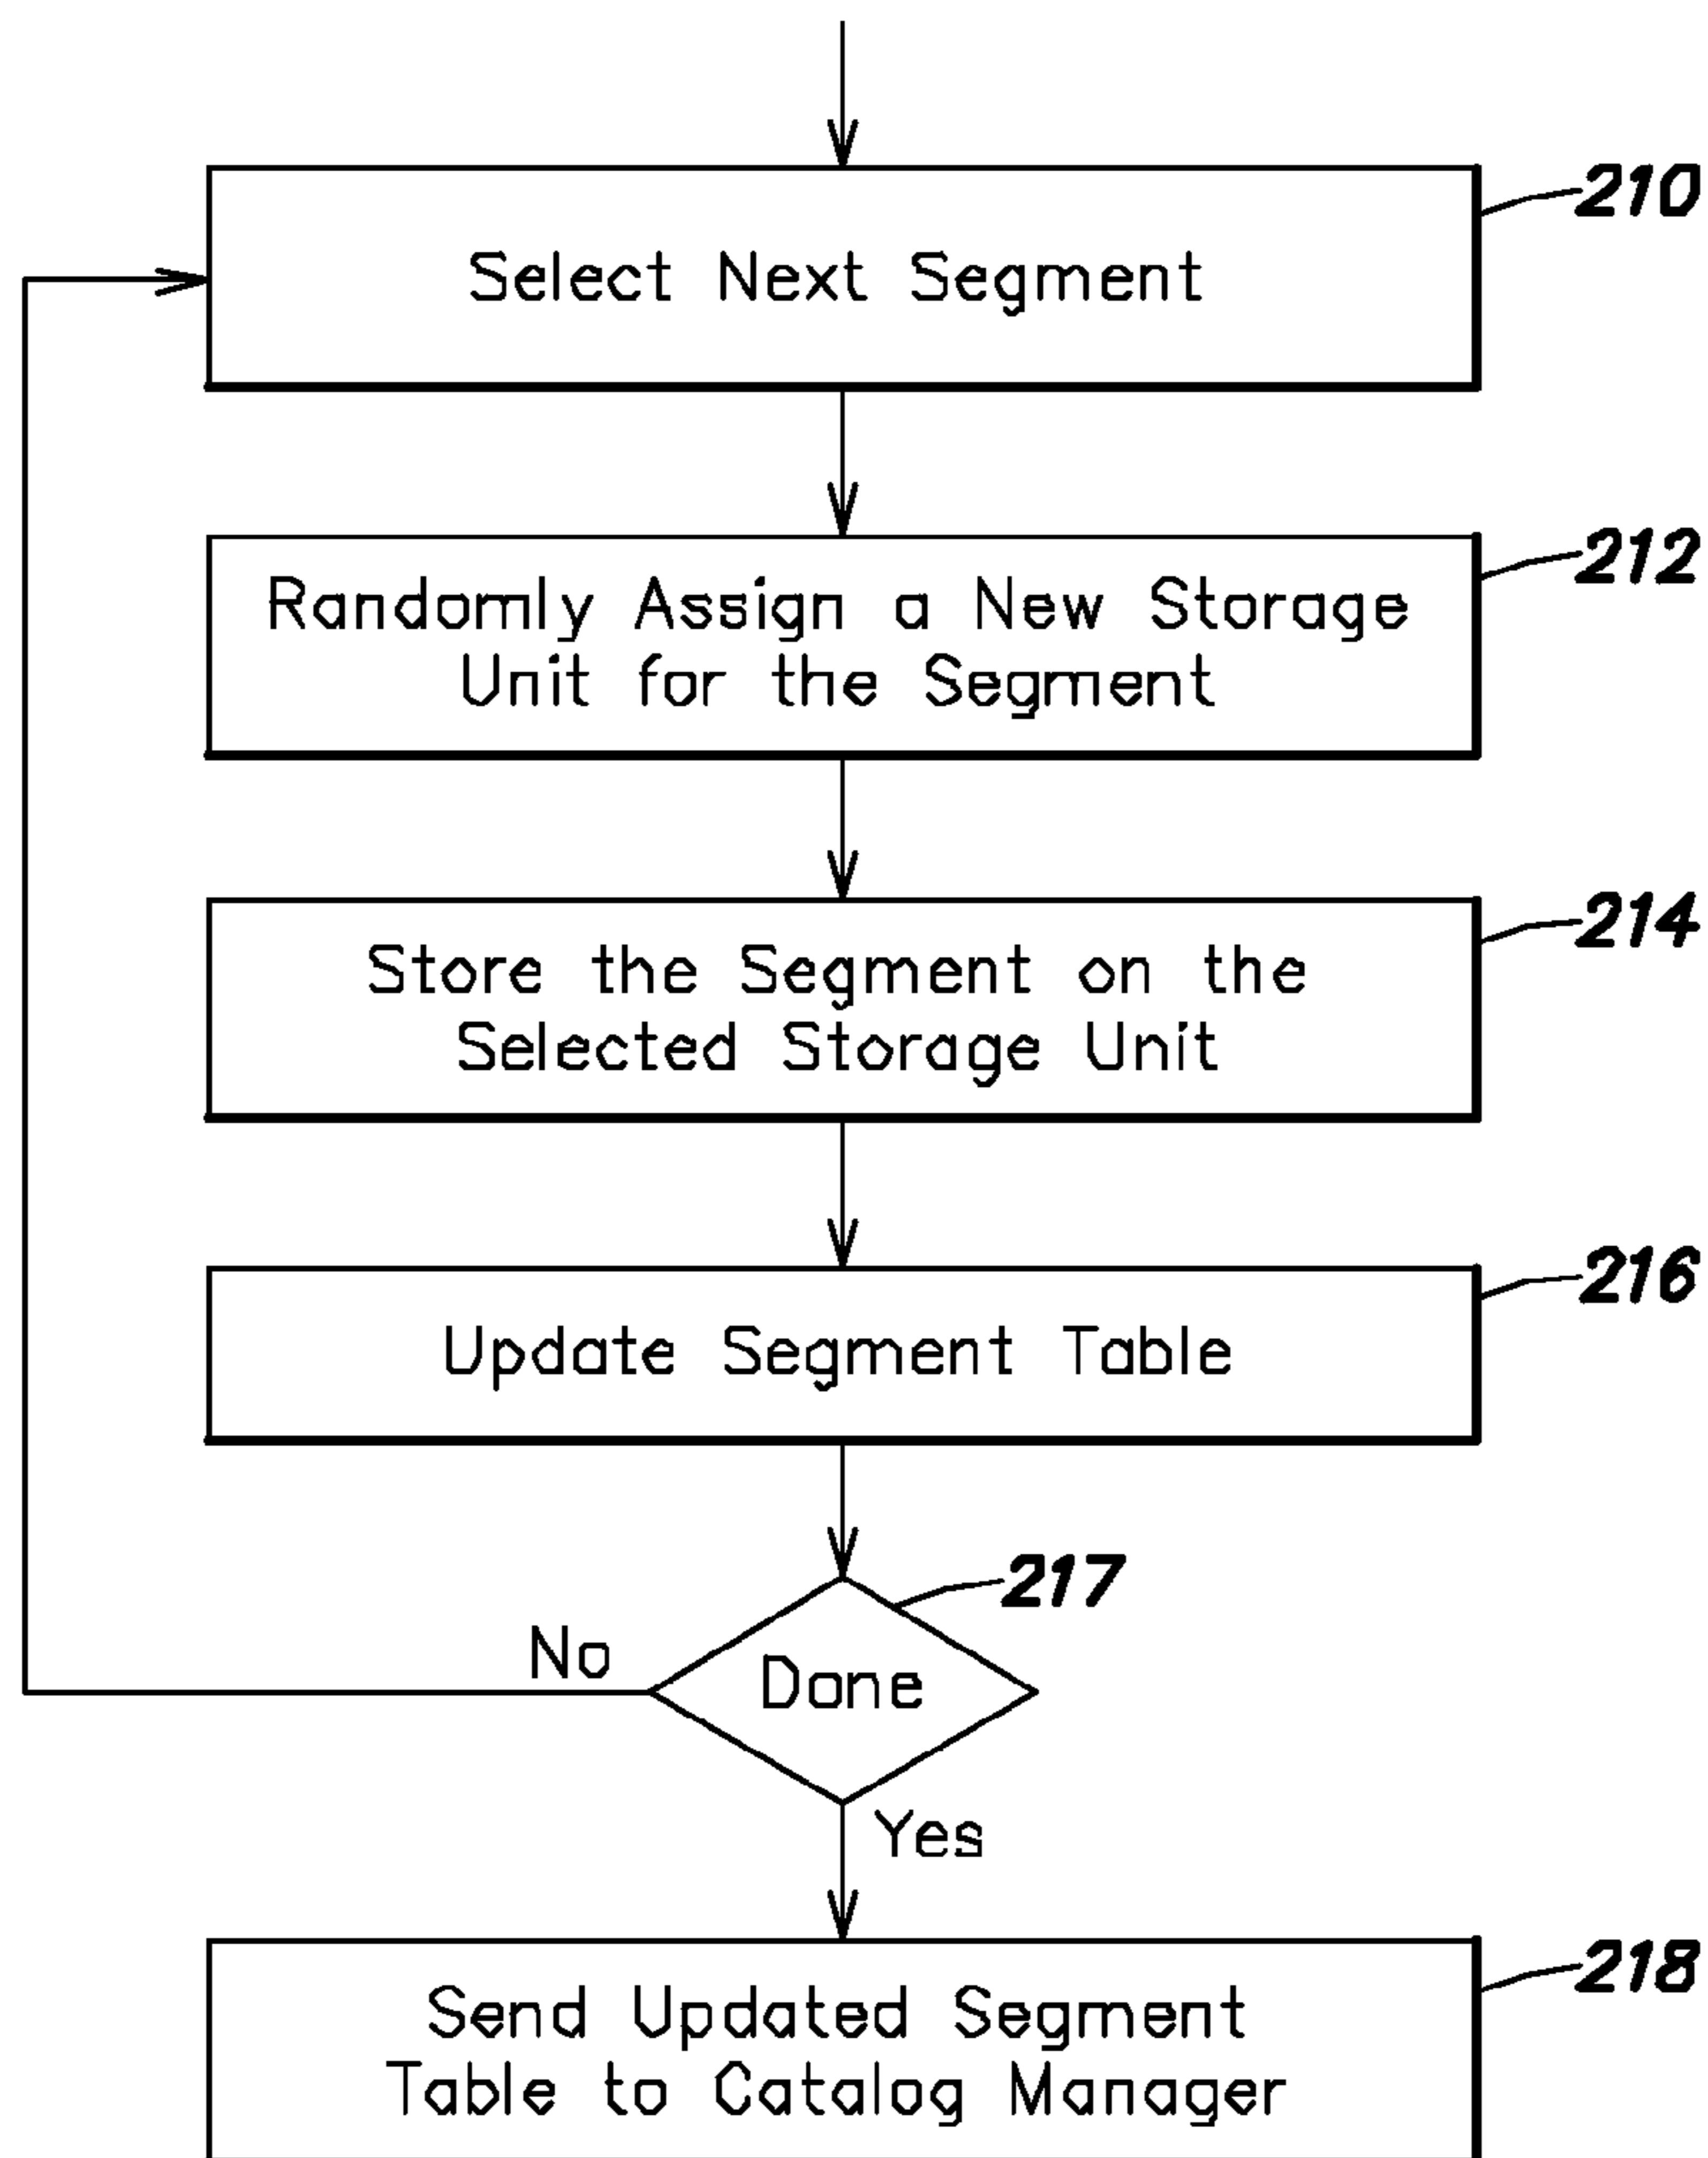 210
Select Next Segment
212
Randomly Assign a New Storage
Unit for the Segment
214
Store the Segment on the
Selected Storage Unit
216
Update Segment Table
217
No
Done
Yes
218
Send Updated Segment
Table to Catalog Manager